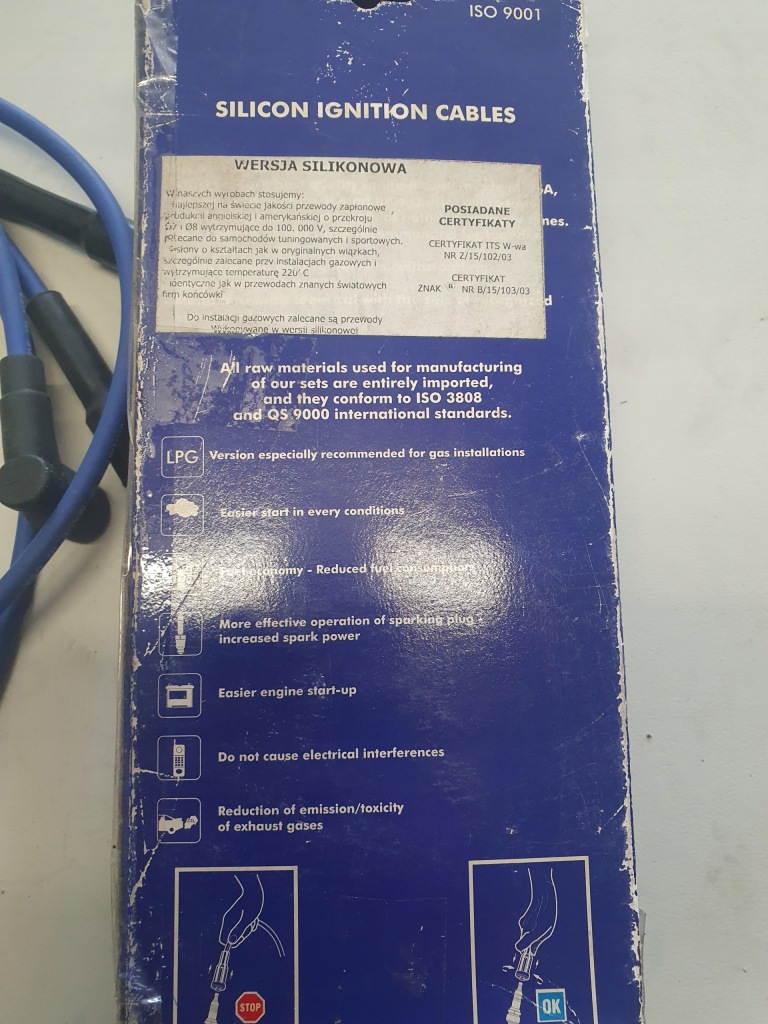 ISO 9001
SILICON IGNITION CABLES
WERSJA SILIKONOWA
W naszych wyrobach stosujemy:
najlepszej na świecie jakości przewody zapłonowe
produkcji angielskiej i amerykańskiej o przekroju
Ø7 i Ø8 wytrzymujące do 100. 000 V, szczególnie
polecane do samochodów tuningowanych i sportowych.
o kształtach jak w oryginalnych wiązkach,
szczególnie zalecane przy instalacjach gazowych i
wytrzymujące temperaturę 220° C
identyczne jak w przewodach znanych światowych
firm końcówki
Do instalacji gazowych zalecane są przewody
Wykonywane w wersji silikonowej
POSIADANE
CERTYFIKATY
CERTYFIKAT ITS W-wa
NR Z/15/102/03
CERTYFIKAT
ZNAK "B" NR B/15/103/03
All raw materials used for manufacturing
of our sets are entirely imported,
and they conform to ISO 3808
and QS 9000 international standards.
LPG Version especially recommended for gas installations
Easier start in every conditions
Fuel economy - Reduced fuel consumption
More effective operation of sparking plug -
increased spark power
Easier engine start-up
Do not cause electrical interferences
Reduction of emission/toxicity
of exhaust gases
STOP
OK